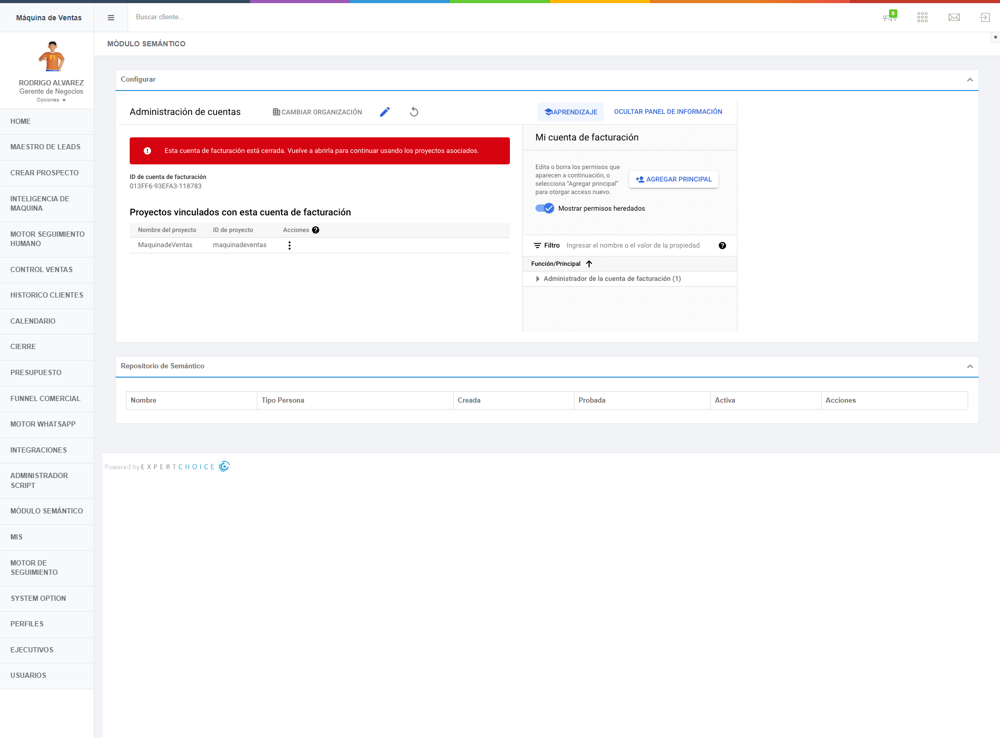 Máquina de Ventas
Buscar cliente...
0
RODRIGO ALVAREZ
Gerente de Negocios
Opciones
HOME
MAESTRO DE LEADS
CREAR PROSPECTO
INTELIGENCIA DE
MAQUINA
MOTOR SEGUIMIENTO
HUMANO
CONTROL VENTAS
HISTORICO CLIENTES
CALENDARIO
CIERRE
PRESUPUESTO
FUNNEL COMERCIAL
MOTOR WHATSAPP
INTEGRACIONES
ADMINISTRADOR
SCRIPT
MÓDULO SEMÁNTICO
MIS
MOTOR DE
SEGUIMIENTO
SYSTEM OPTION
PERFILES
EJECUTIVOS
USUARIOS
MÓDULO SEMÁNTICO
Configurar
Administración de cuentas
CAMBIAR ORGANIZACIÓN
APRENDIZAJE
OCULTAR PANEL DE INFORMACIÓN
Esta cuenta de facturación está cerrada. Vuelve a abrirla para continuar usando los proyectos asociados.
ID de cuenta de facturación
013FF6-93EFA3-118783
Proyectos vinculados con esta cuenta de facturación
Nombre del proyecto ID de proyecto Acciones
MaquinadeVentas maquinadeventas
Mi cuenta de facturación
Edita o borra los permisos que
aparecen a continuación, o
selecciona “Agregar principal”
para otorgar acceso nuevo.
AGREGAR PRINCIPAL
Mostrar permisos heredados
Filtro Ingresar el nombre o el valor de la propiedad
Función/Principal
Administrador de la cuenta de facturación (1)
Repositorio de Semántico
Nombre Tipo Persona Creada Probada Activa Acciones
Powered by EXPERTCHOICE